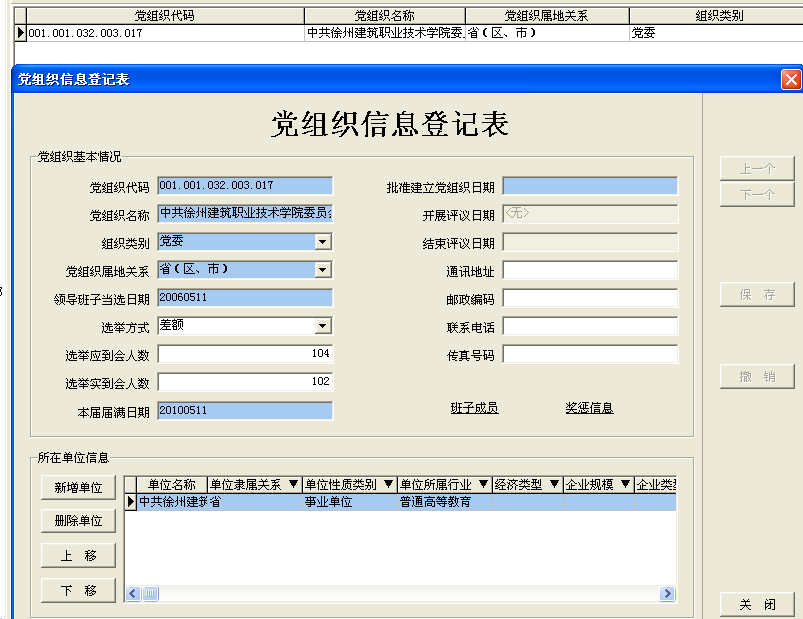 党组织代码 党组织名称 党组织属地关系 组织类别
001.001.032.003.017 中共徐州建筑职业技术学院委 省（区、市） 党委
党组织信息登记表
党组织信息登记表
党组织基本情况
党组织代码 001.001.032.003.017 批准建立党组织日期
党组织名称 中共徐州建筑职业技术学院委员会 开展评议日期 <无>
组织类别 党委 结束评议日期
党组织属地关系 省（区、市） 通讯地址
领导班子当选日期 20060511 邮政编码
选举方式 差额 联系电话
选举应到会人数 104 传真号码
选举实到会人数 102
本届届满日期 20100511
班子成员 奖惩信息
上一个
下一个
保 存
撤 销
所在单位信息
新增单位
删除单位
上 移
下 移
单位名称 单位隶属关系 ▼ 单位性质类别 ▼ 单位所属行业 ▼ 经济类型 ▼ 企业规模 ▼ 企业类
中共徐州建筑 省 事业单位 普通高等教育
关 闭